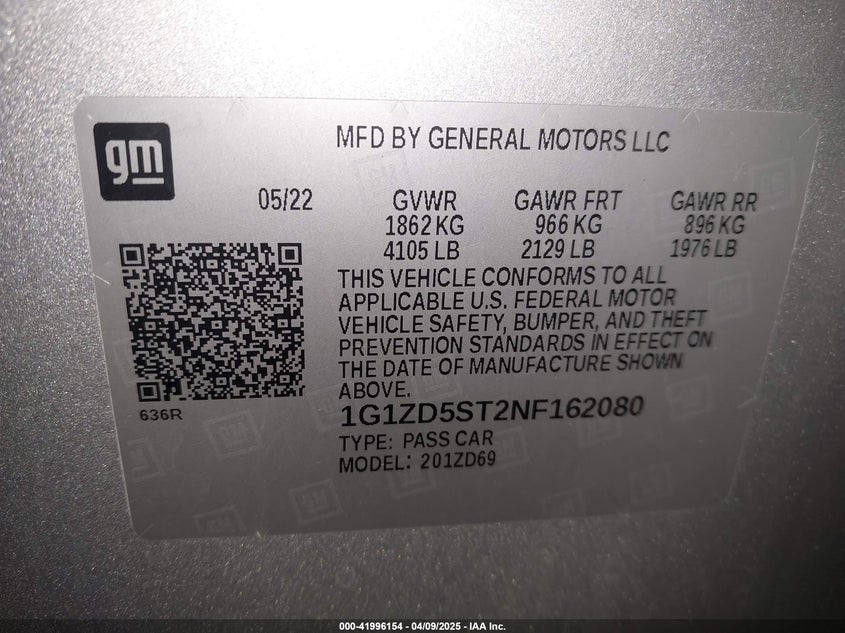 gm
MFD BY GENERAL MOTORS LLC
05/22 GVWR GAWR FRT GAWR RR
1862 KG 966 KG 896 KG
4105 LB 2129 LB 1976 LB
THIS VEHICLE CONFORMS TO ALL
APPLICABLE U.S. FEDERAL MOTOR
VEHICLE SAFETY, BUMPER, AND THEFT
PREVENTION STANDARDS IN EFFECT ON
THE DATE OF MANUFACTURE SHOWN
ABOVE.
636R
1G1ZD5ST2NF162080
TYPE: PASS CAR
MODEL: 201ZD69
000-41996154 - 04/09/2025 - IAA Inc.